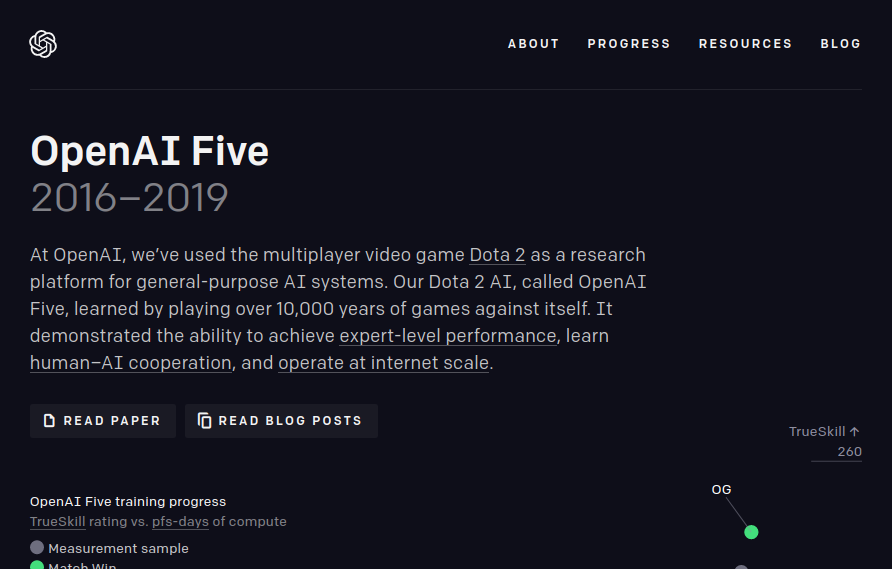 ABOUT PROGRESS RESOURCES BLOG
OpenAI Five
2016–2019
At OpenAI, we’ve used the multiplayer video game Dota 2 as a research
platform for general-purpose AI systems. Our Dota 2 AI, called OpenAI
Five, learned by playing over 10,000 years of games against itself. It
demonstrated the ability to achieve expert-level performance, learn
human–AI cooperation, and operate at internet scale.
READ PAPER READ BLOG POSTS
TrueSkill ↑
260
OG
OpenAI Five training progress
TrueSkill rating vs. pfs-days of compute
Measurement sample
Match Win